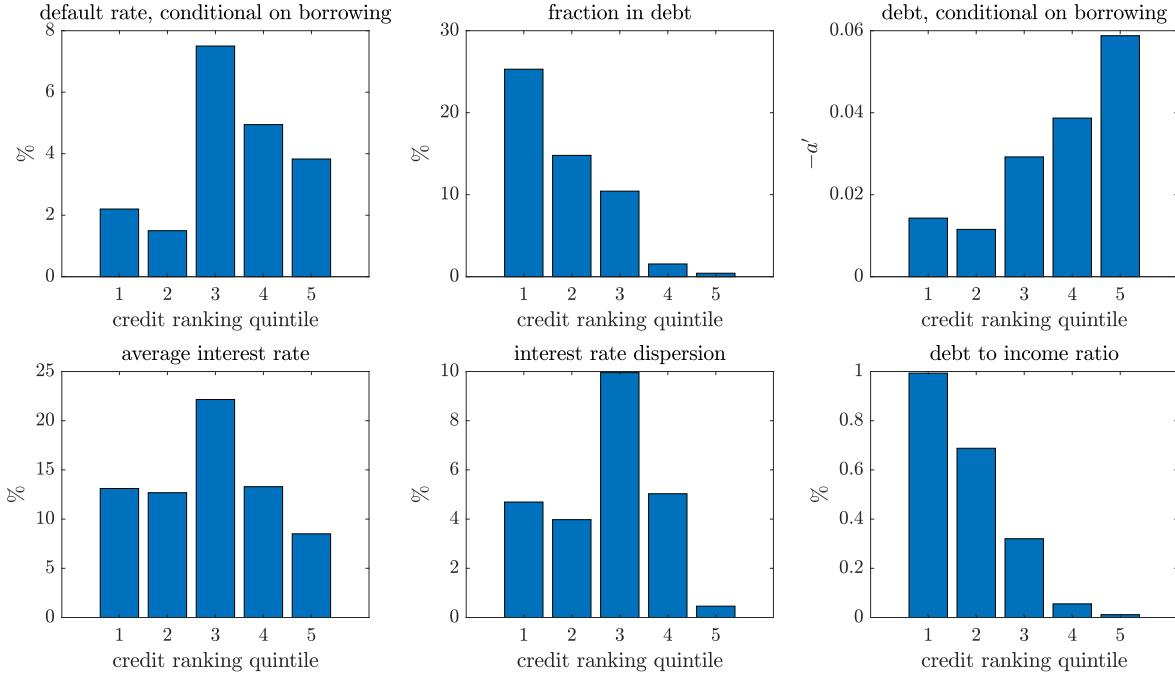 default rate, conditional on borrowing
8
6
4
2
0
%
1 2 3 4 5
credit ranking quintile
fraction in debt
30
20
10
0
%
1 2 3 4 5
credit ranking quintile
debt, conditional on borrowing
0.06
0.04
0.02
0
−a′
1 2 3 4 5
credit ranking quintile
average interest rate
25
20
15
10
5
0
%
1 2 3 4 5
credit ranking quintile
interest rate dispersion
10
8
6
4
2
0
%
1 2 3 4 5
credit ranking quintile
debt to income ratio
1
0.8
0.6
0.4
0.2
0
%
1 2 3 4 5
credit ranking quintile